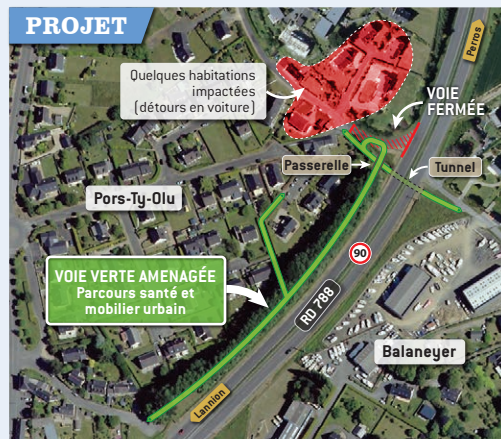 PROJET
Perros
Quelques habitations
impactées
(détours en voiture)
VOIE
FERMÉE
Passerelle
Tunnel
Pors-Ty-Olu
90
VOIE VERTE AMENAGÉE
Parcours santé et
mobilier urbain
RD 788
Balaneyer
Lannion